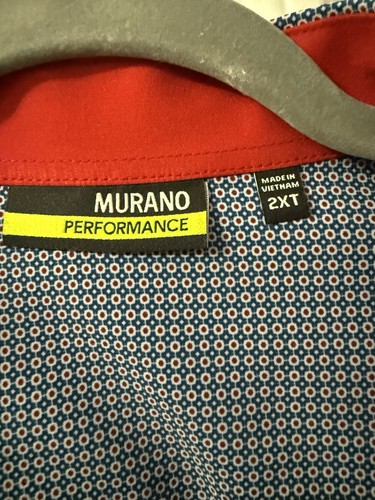 MURANO
PERFORMANCE
MADE IN
VIETNAM
2XT